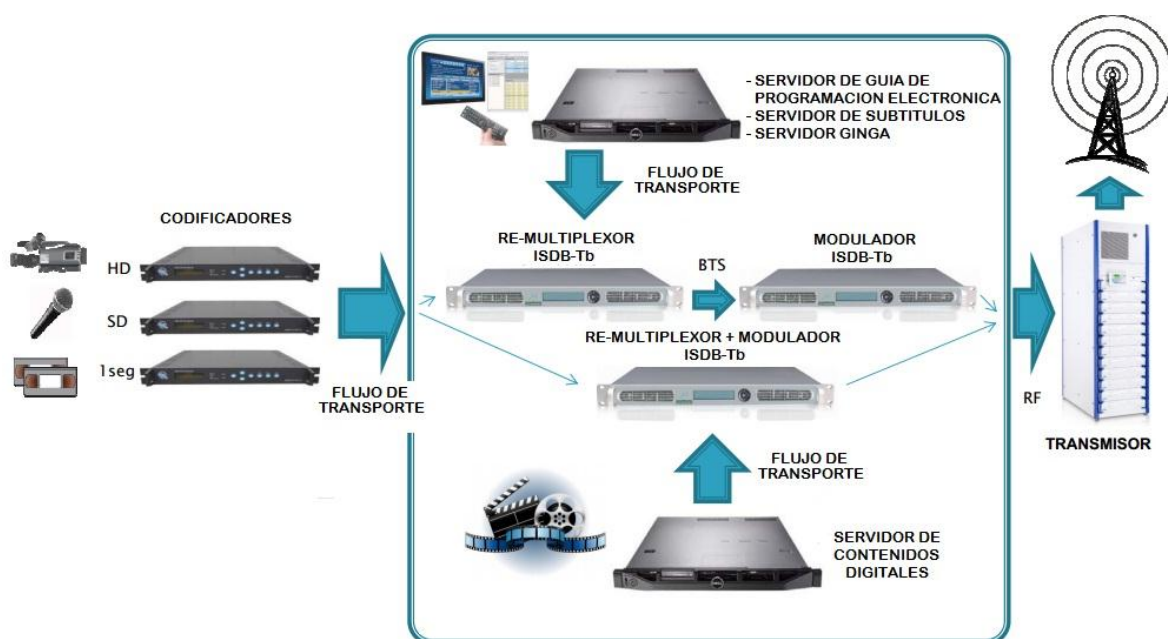 - SERVIDOR DE GUIA DE
PROGRAMACION ELECTRONICA
- SERVIDOR DE SUBTITULOS
- SERVIDOR GINGA
FLUJO DE
TRANSPORTE
CODIFICADORES
HD
SD
1seg
FLUJO DE
TRANSPORTE
RE-MULTIPLEXOR
ISDB-Tb
BTS
MODULADOR
ISDB-Tb
RE-MULTIPLEXOR + MODULADOR
ISDB-Tb
RF
TRANSMISOR
FLUJO DE
TRANSPORTE
SERVIDOR DE
CONTENIDOS
DIGITALES